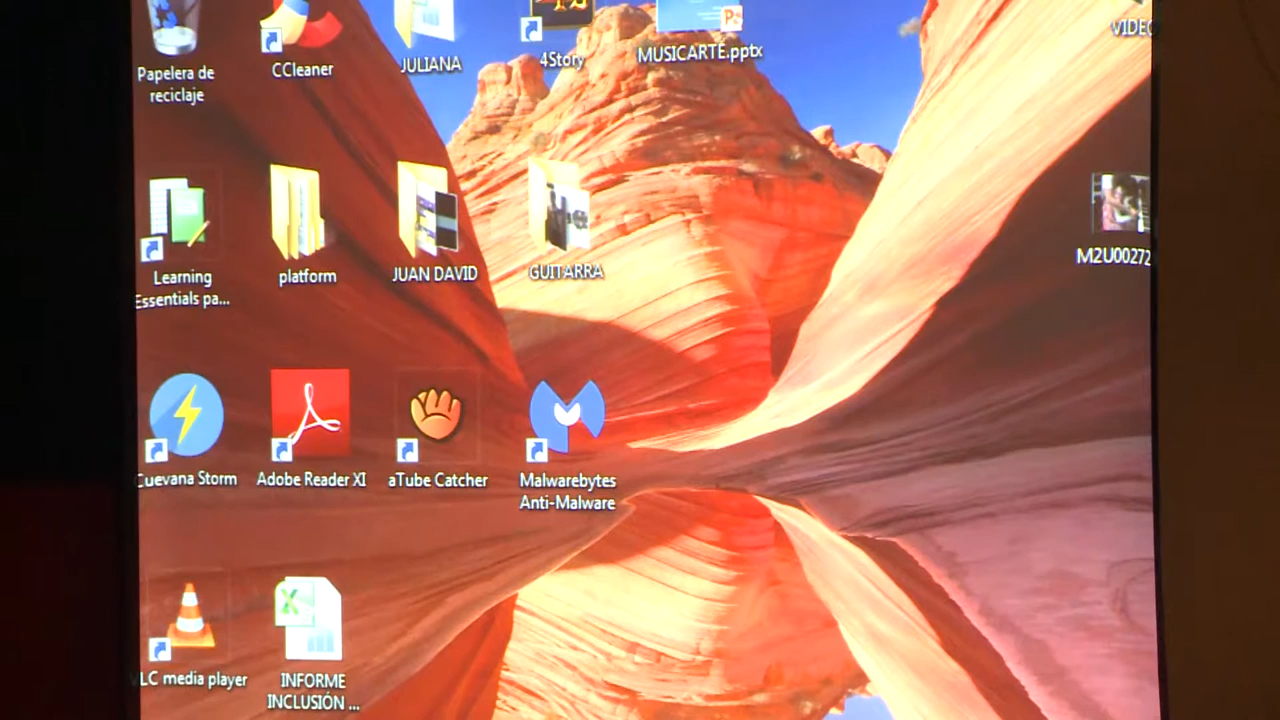 Papelera de
reciclaje
CCleaner
JULIANA
4Story
MUSICARTE.pptx
VIDEO
Learning
Essentials pa...
platform
JUAN DAVID
GUITARRA
M2U00272
Cuevana Storm
Adobe Reader XI
aTube Catcher
Malwarebytes
Anti-Malware
VLC media player
INFORME
INCLUSIÓN ...